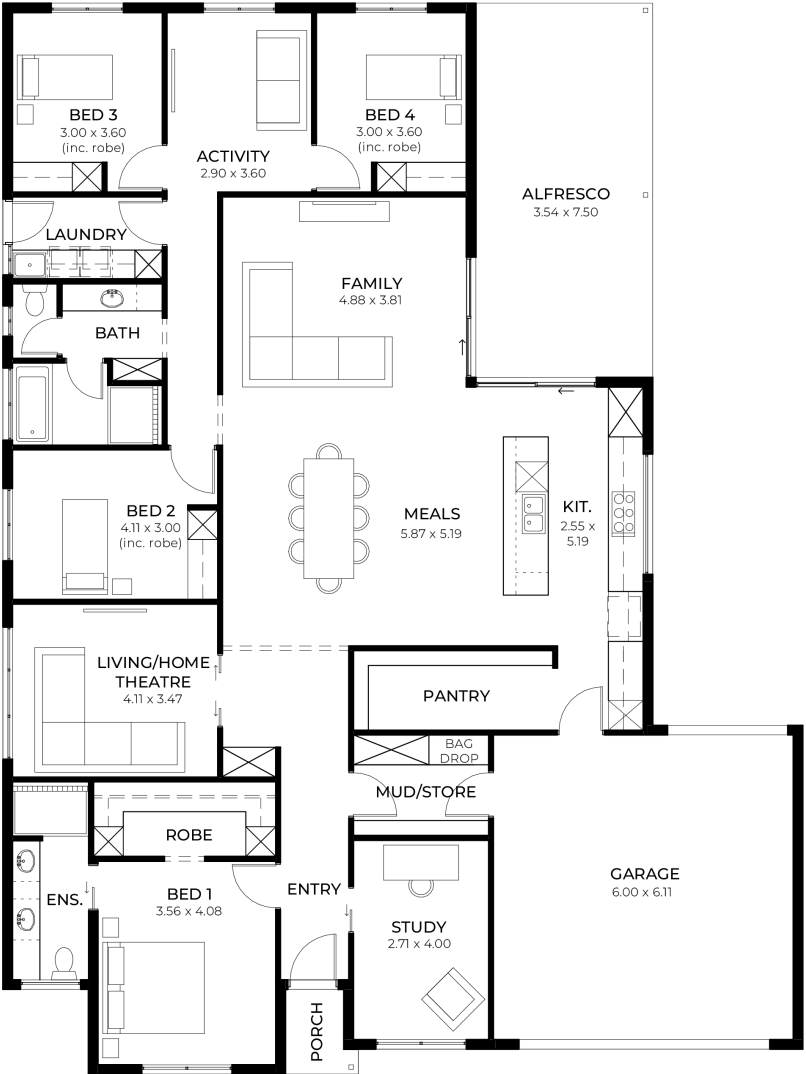 BED 3
3.00 x 3.60
(inc. robe)
ACTIVITY
2.90 x 3.60
BED 4
3.00 x 3.60
(inc. robe)
ALFRESCO
3.54 x 7.50
LAUNDRY
FAMILY
4.88 x 3.81
BATH
BED 2
4.11 x 3.00
(inc. robe)
MEALS
5.87 x 5.19
KIT.
2.55 x
5.19
LIVING/HOME
THEATRE
4.11 x 3.47
PANTRY
BAG
DROP
MUD/STORE
ROBE
ENS.
BED 1
3.56 x 4.08
ENTRY
STUDY
2.71 x 4.00
GARAGE
6.00 x 6.11
PORCH